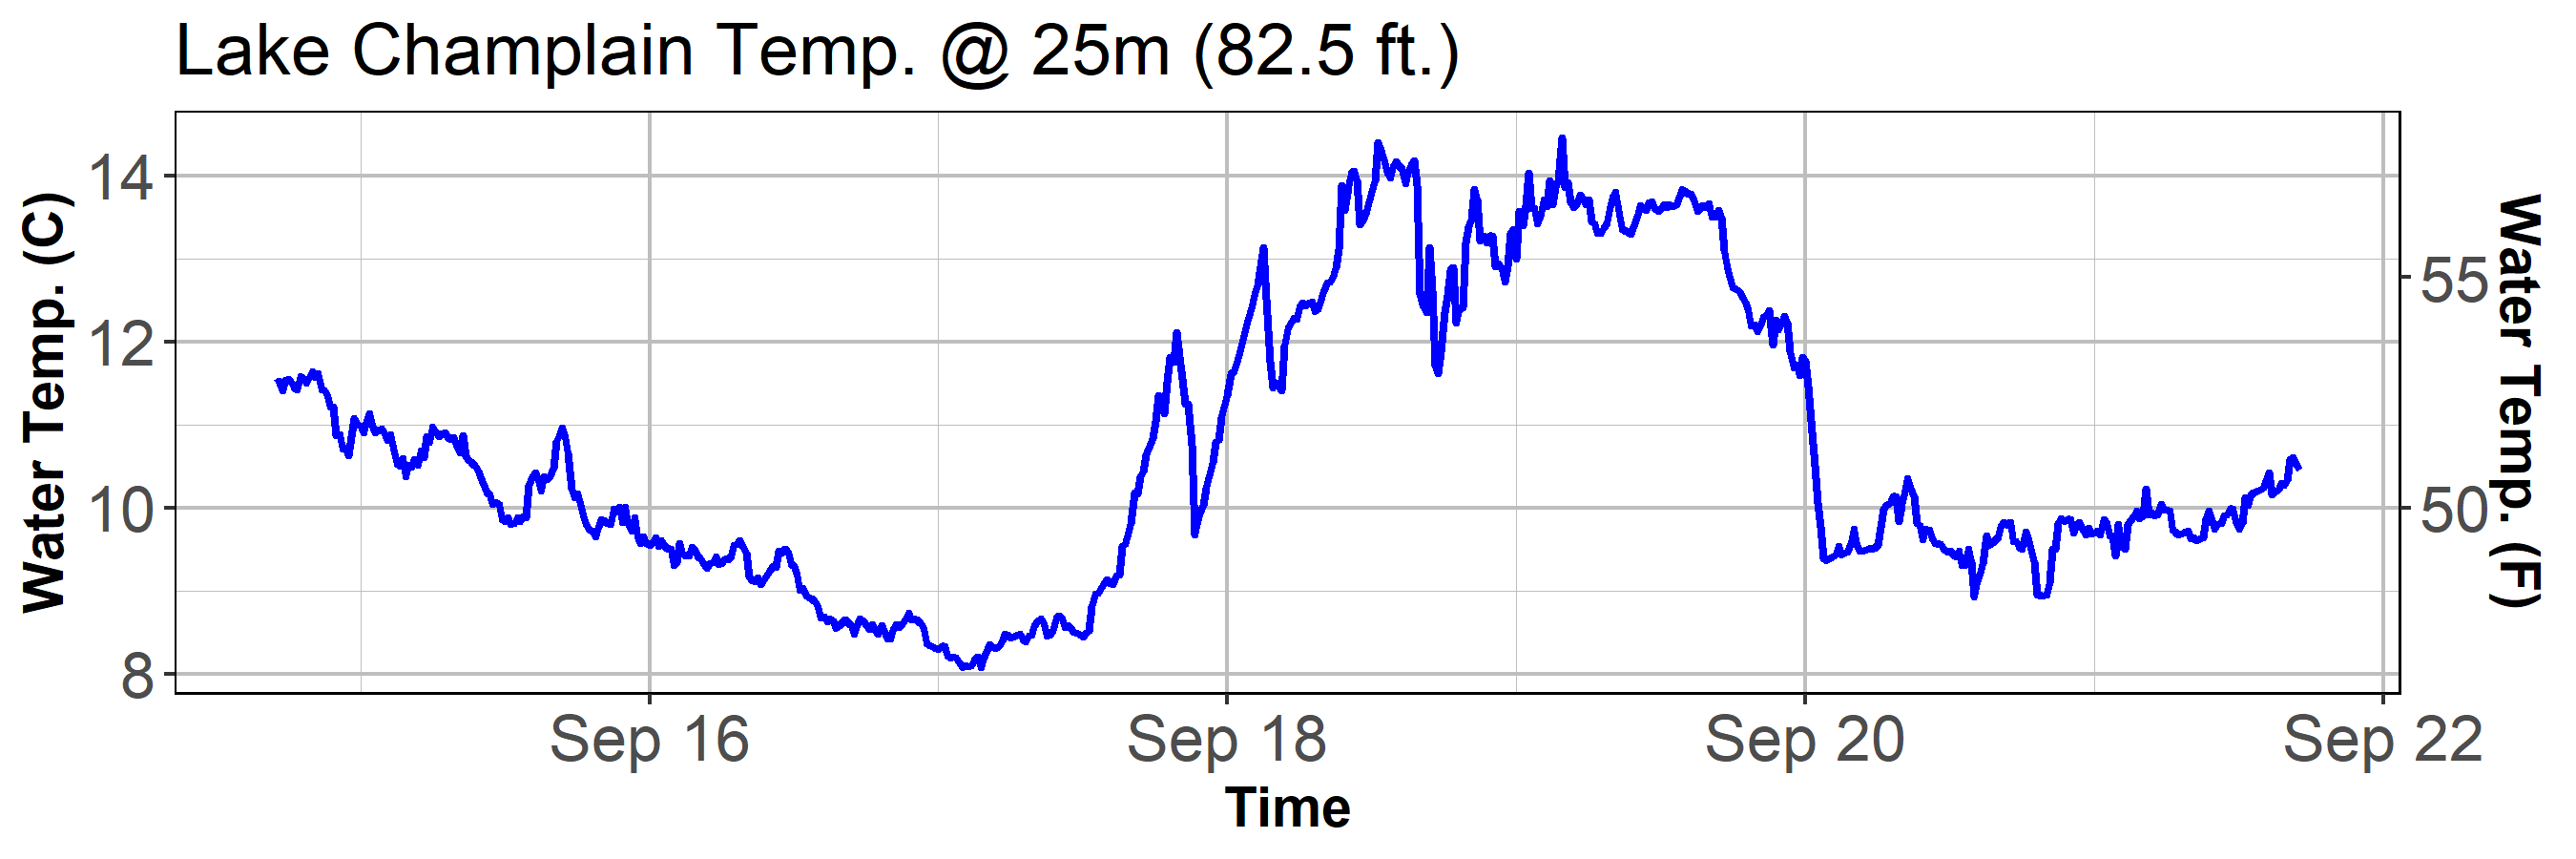 Lake Champlain Temp. @ 25m (82.5 ft.)
Water Temp. (C)
14
12
10
8
55
50
Water Temp. (F)
Sep 16
Sep 18
Sep 20
Sep 22
Time